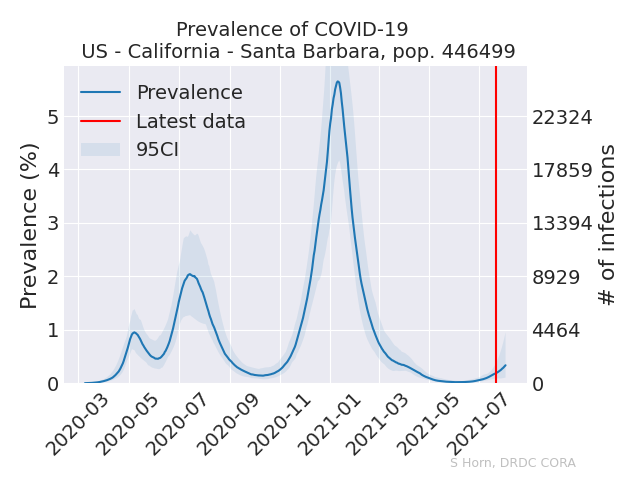 Prevalence of COVID-19
US - California - Santa Barbara, pop. 446499
Prevalence
Latest data
95CI
Prevalence (%)
5
4
3
2
1
0
22324
17859
13394
8929
4464
0
# of infections
2020-03
2020-05
2020-07
2020-09
2020-11
2021-01
2021-03
2021-05
2021-07
S Horn, DRDC CORA